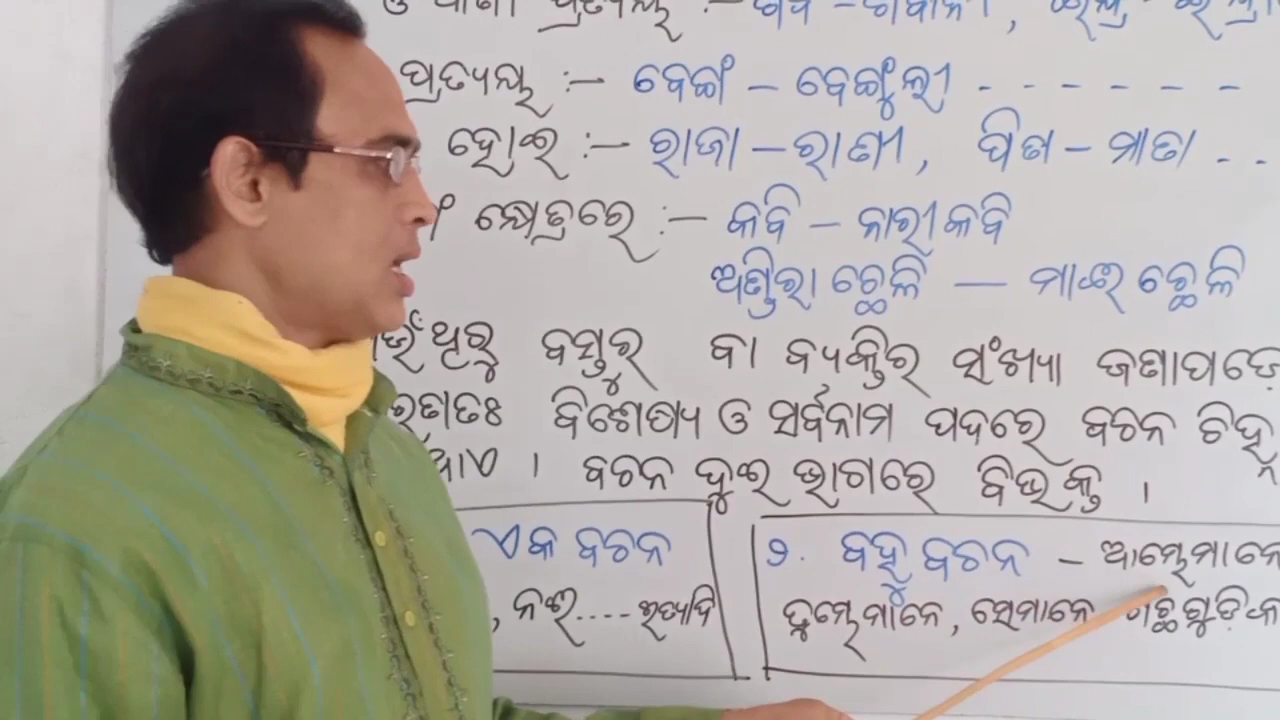 ପ୍ରତ୍ୟୟ :- ବେଙ୍ଗ - ବେଙ୍ଗୁଲୀ - - - - - -
ହୋଇ :- ରାଜା - ରାଣୀ, ପିତା - ମାତା . .
କ୍ଷେତ୍ରରେ :- କବି - ନାରୀକବି
ଅଣ୍ଡିରା ଛେଳି - ମାଈ ଛେଳି
ବସ୍ତୁର ବା ବ୍ୟକ୍ତିର ସଂଖ୍ୟା ଜଣାପଡ଼େ
ବିଶେଷ୍ୟ ଓ ସର୍ବନାମ ପଦରେ ବଚନ ଚିହ୍ନ
। ବଚନ ଦୁଇ ଭାଗରେ ବିଭକ୍ତ ।
ଏକ ବଚନ
, ନଈ.... ଇତ୍ୟାଦି
୨. ବହୁ ବଚନ - ଆମ୍ଭେମାନେ
ତୁମ୍ଭେମାନେ, ସେମାନେ